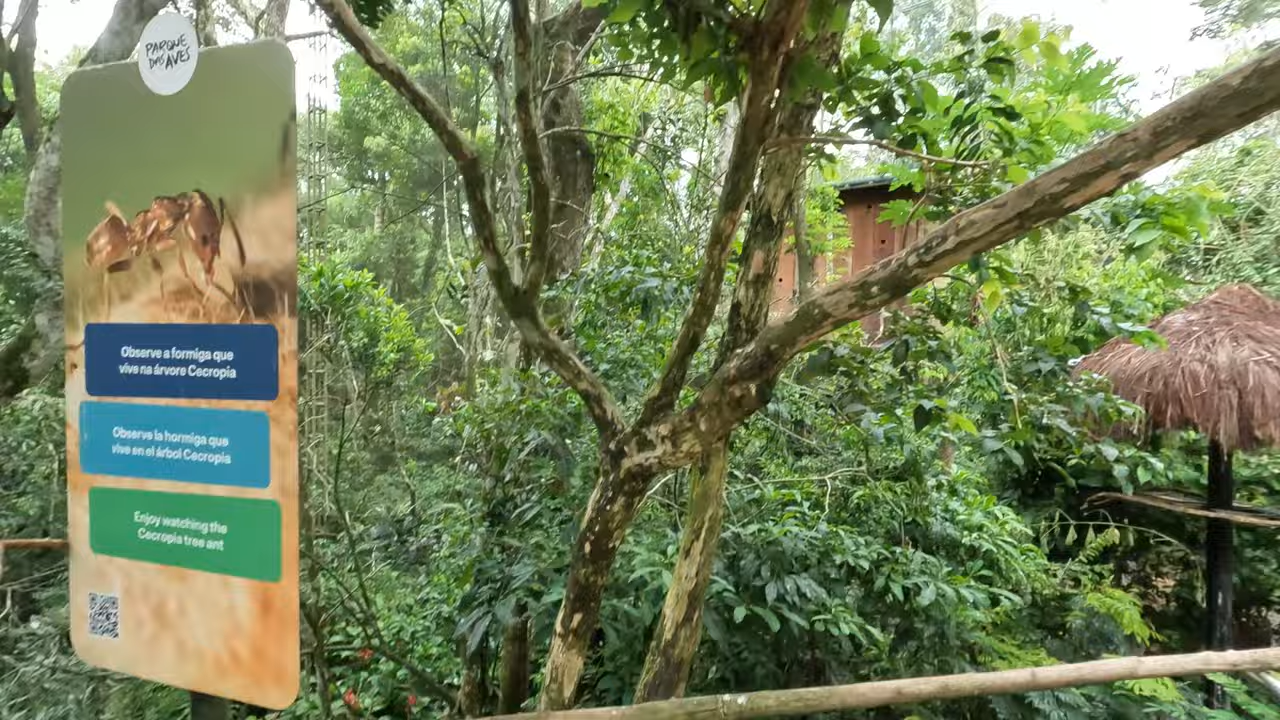 PARQUE
DAS AVES
Observe a formiga que
vive na árvore Cecropia
Observe la hormiga que
vive en el árbol Cecropia
Enjoy watching the
Cecropia tree ant